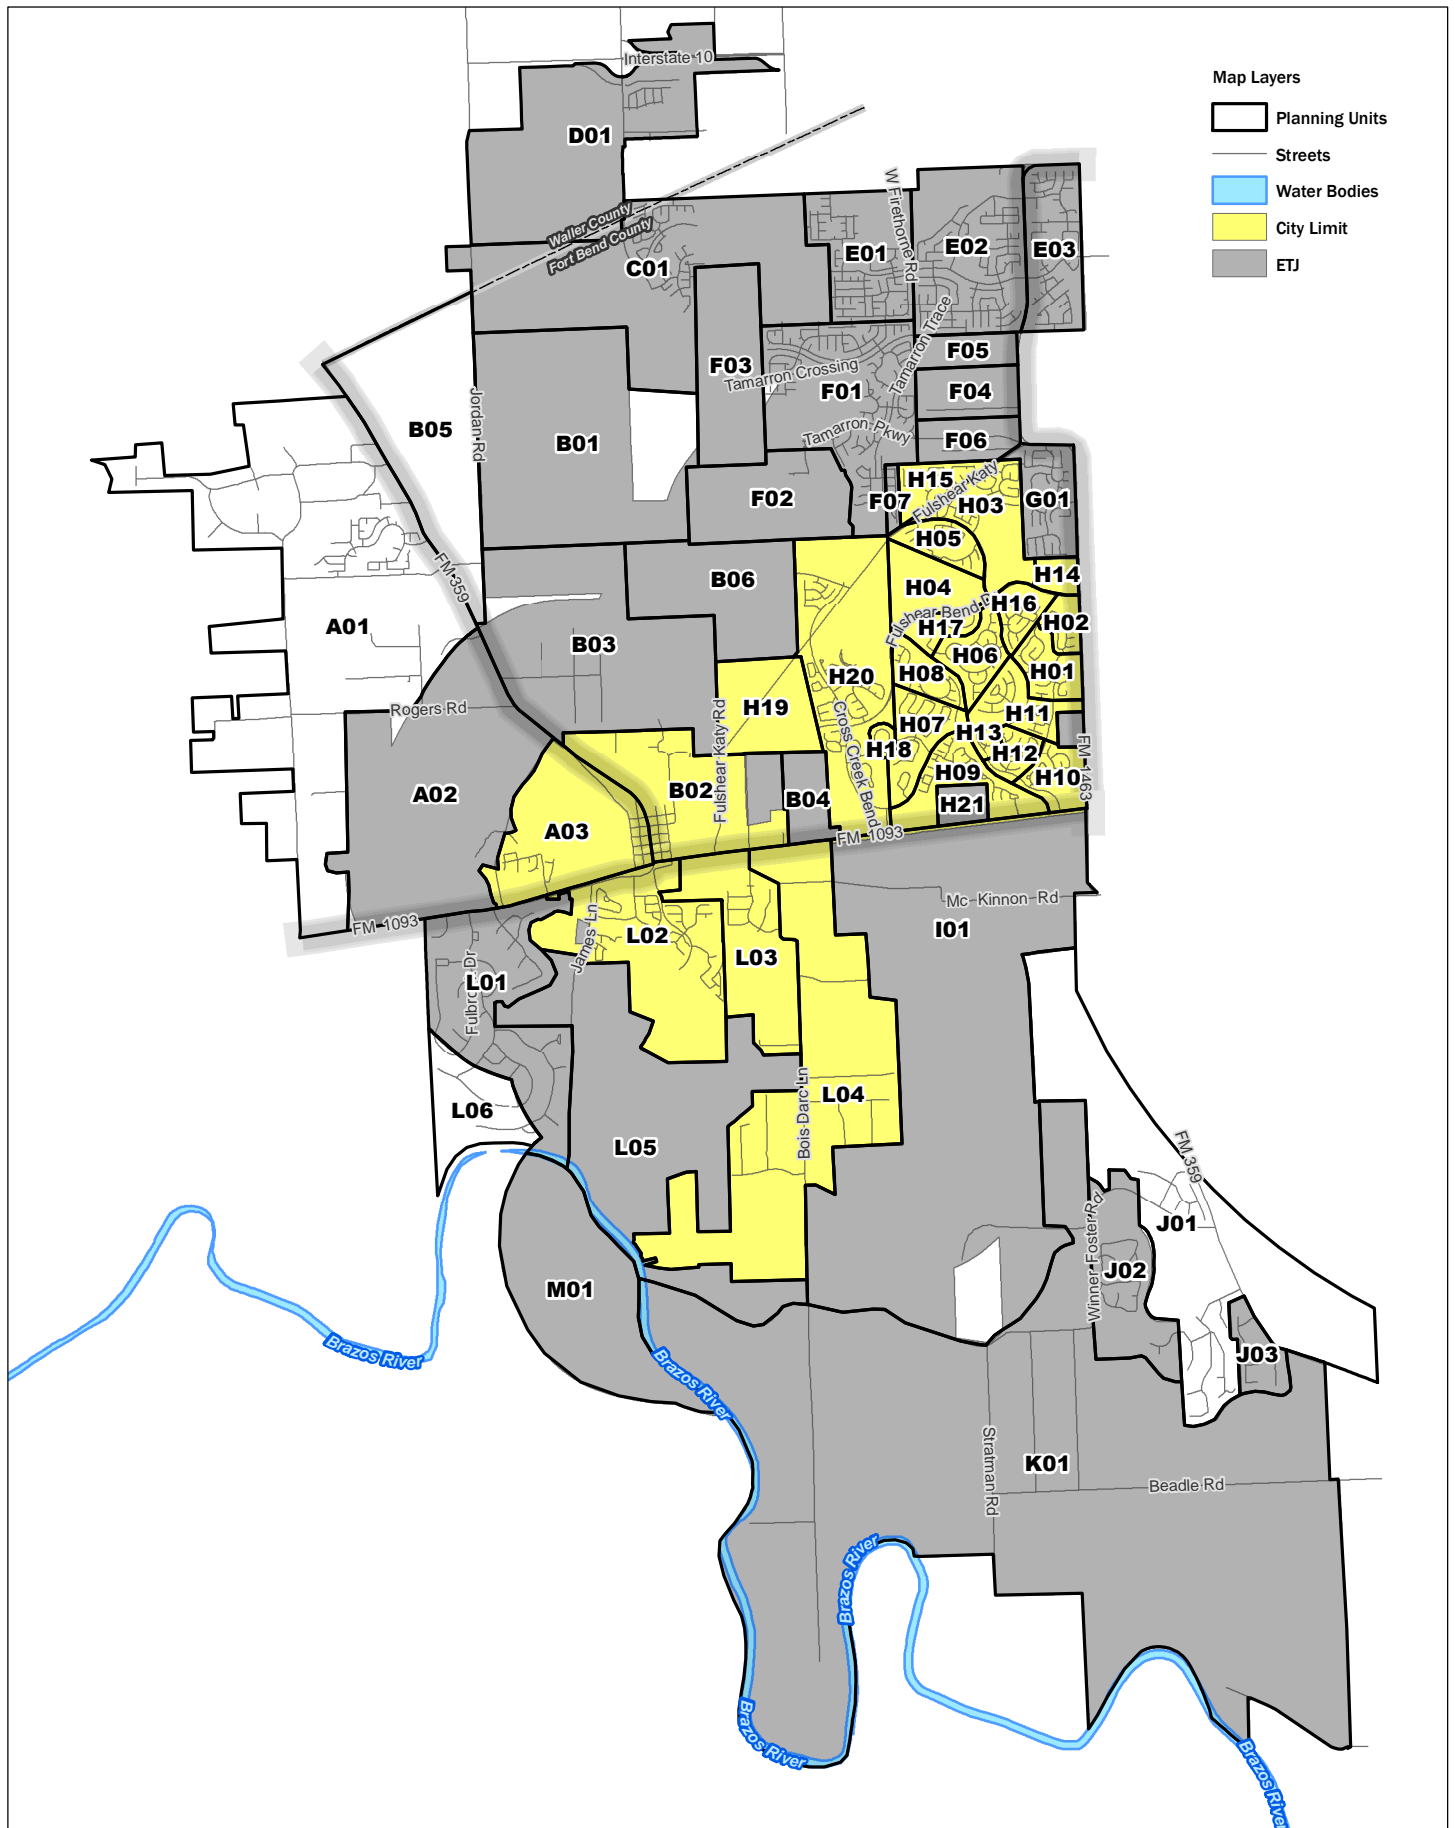 Map Layers
Planning Units
Streets
Water Bodies
City Limit
ETJ
Interstate 10
D01
Waller County
Fort Bend County
W Firethorne Rd
E01
E02
E03
C01
Tamarron Trace
F05
F03
Tamarron Crossing
F01
F04
Jordan Rd
B05
B01
Tamarron Pkwy
F06
F02
F07
H15
Fulshear Katy
H03
G01
H05
FM 359
B06
H14
H04
H16
Fulshear Bend D
H17
H02
A01
B03
H06
H08
H01
H20
Rogers Rd
H19
Fulshear Katy Rd
Cross Creek Bend
H07
H11
H13
H18
H12
FM 1463
H09
H10
A02
B02
B04
H21
A03
FM 1093
Mc Kinnon Rd
FM 1093
James Ln
L02
I01
L03
Fulbro
Dr
L01
L04
Bois Darc Ln
L06
L05
FM 359
J01
Winner Foster Rd
J02
M01
Brazos River
J03
Brazos River
Stratman Rd
K01
Beadle Rd
Brazos River
Brazos River
Brazos River